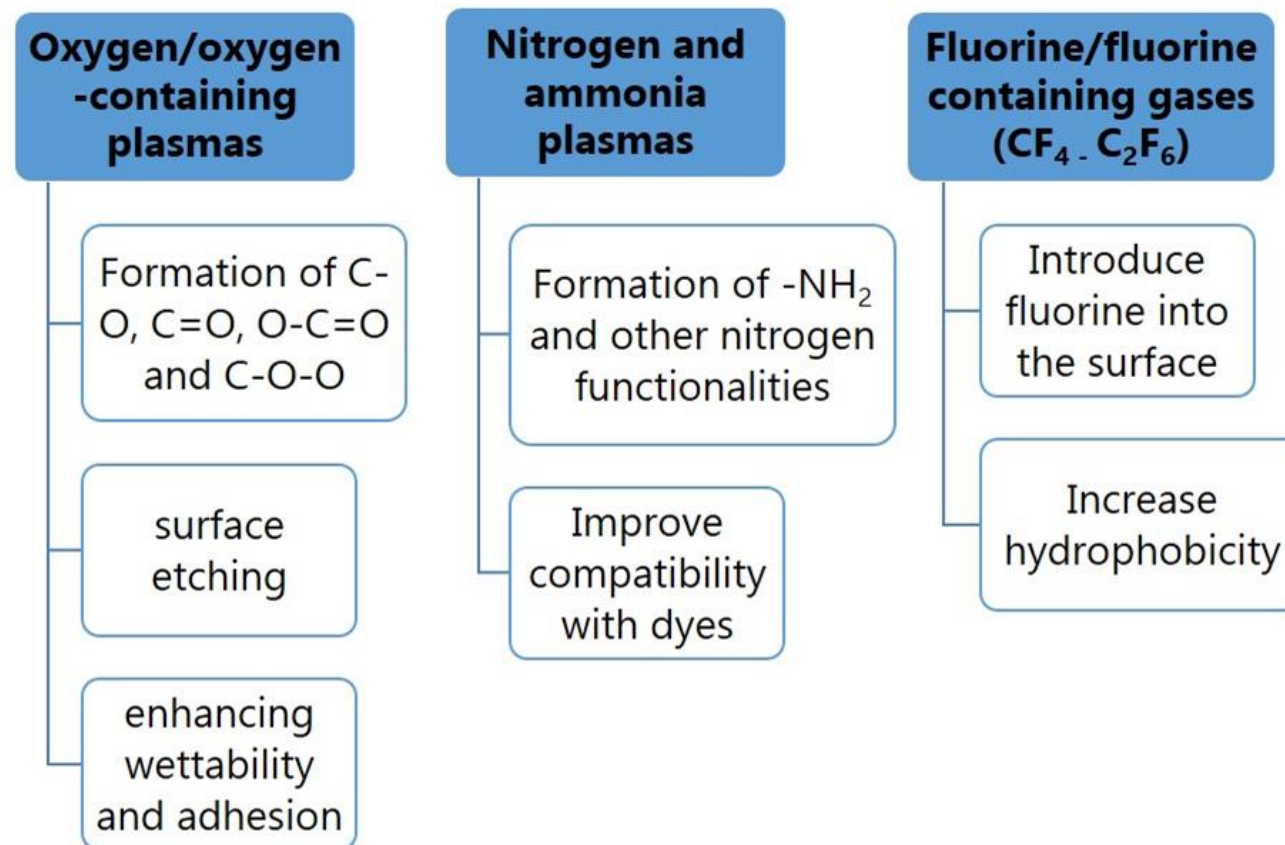 Oxygen/oxygen
-containing
plasmas
Formation of C-
O, C=O, O-C=O
and C-O-O
surface
etching
enhancing
wettability
and adhesion
Nitrogen and
ammonia
plasmas
Formation of -NH₂
and other nitrogen
functionalities
Improve
compatibility
with dyes
Fluorine/fluorine
containing gases
(CF₄ - C₂F₆)
Introduce
fluorine into
the surface
Increase
hydrophobicity